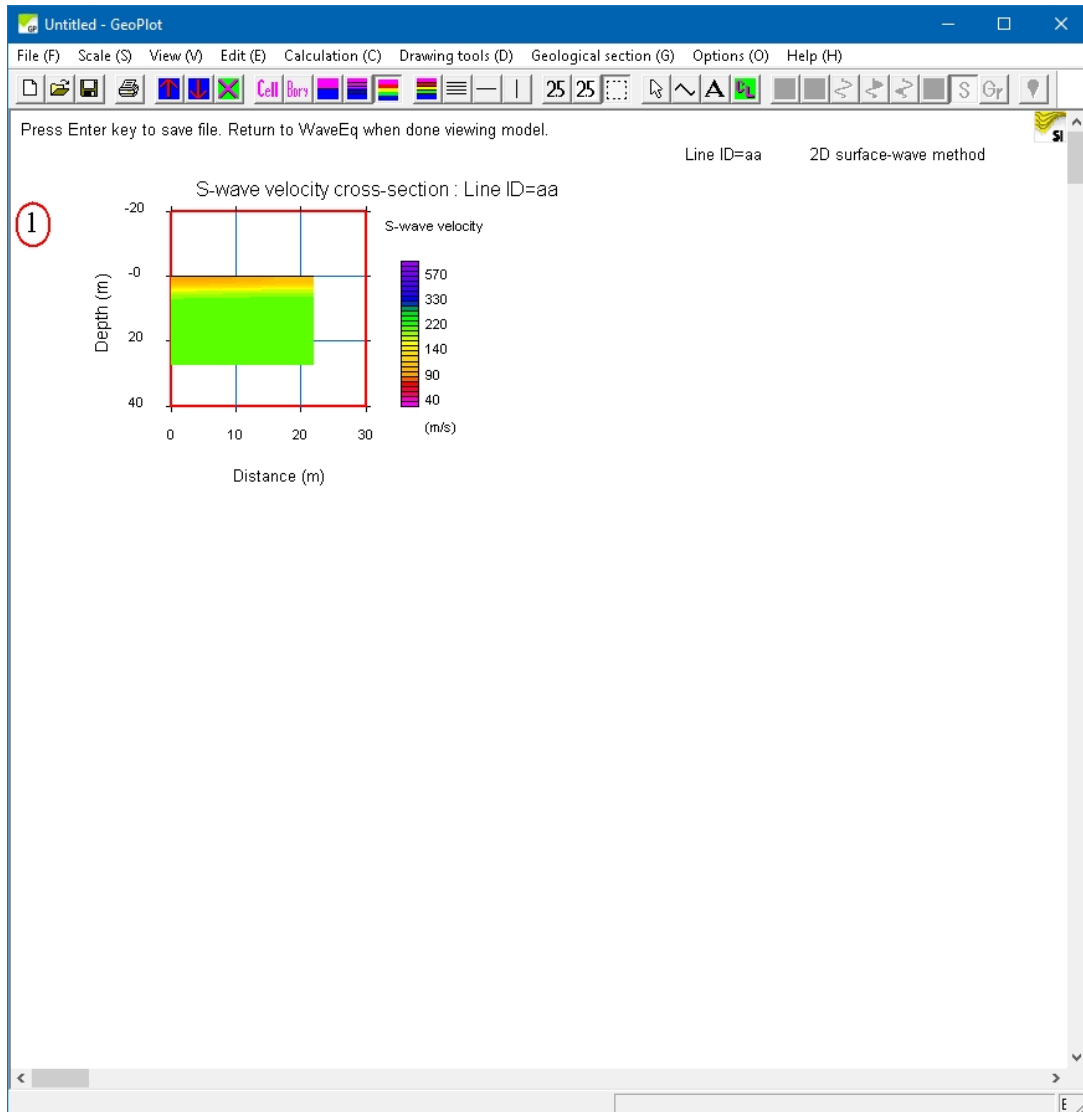 GP Untitled - GeoPlot
File (F) Scale (S) View (V) Edit (E) Calculation (C) Drawing tools (D) Geological section (G) Options (O) Help (H)
Cell Bory 25 25 A S Gr
Press Enter key to save file. Return to WaveEq when done viewing model.
SI
Line ID=aa 2D surface-wave method
S-wave velocity cross-section : Line ID=aa
1
-20
-0
20
40
Depth (m)
0 10 20 30
Distance (m)
S-wave velocity
570
330
220
140
90
40
(m/s)
E